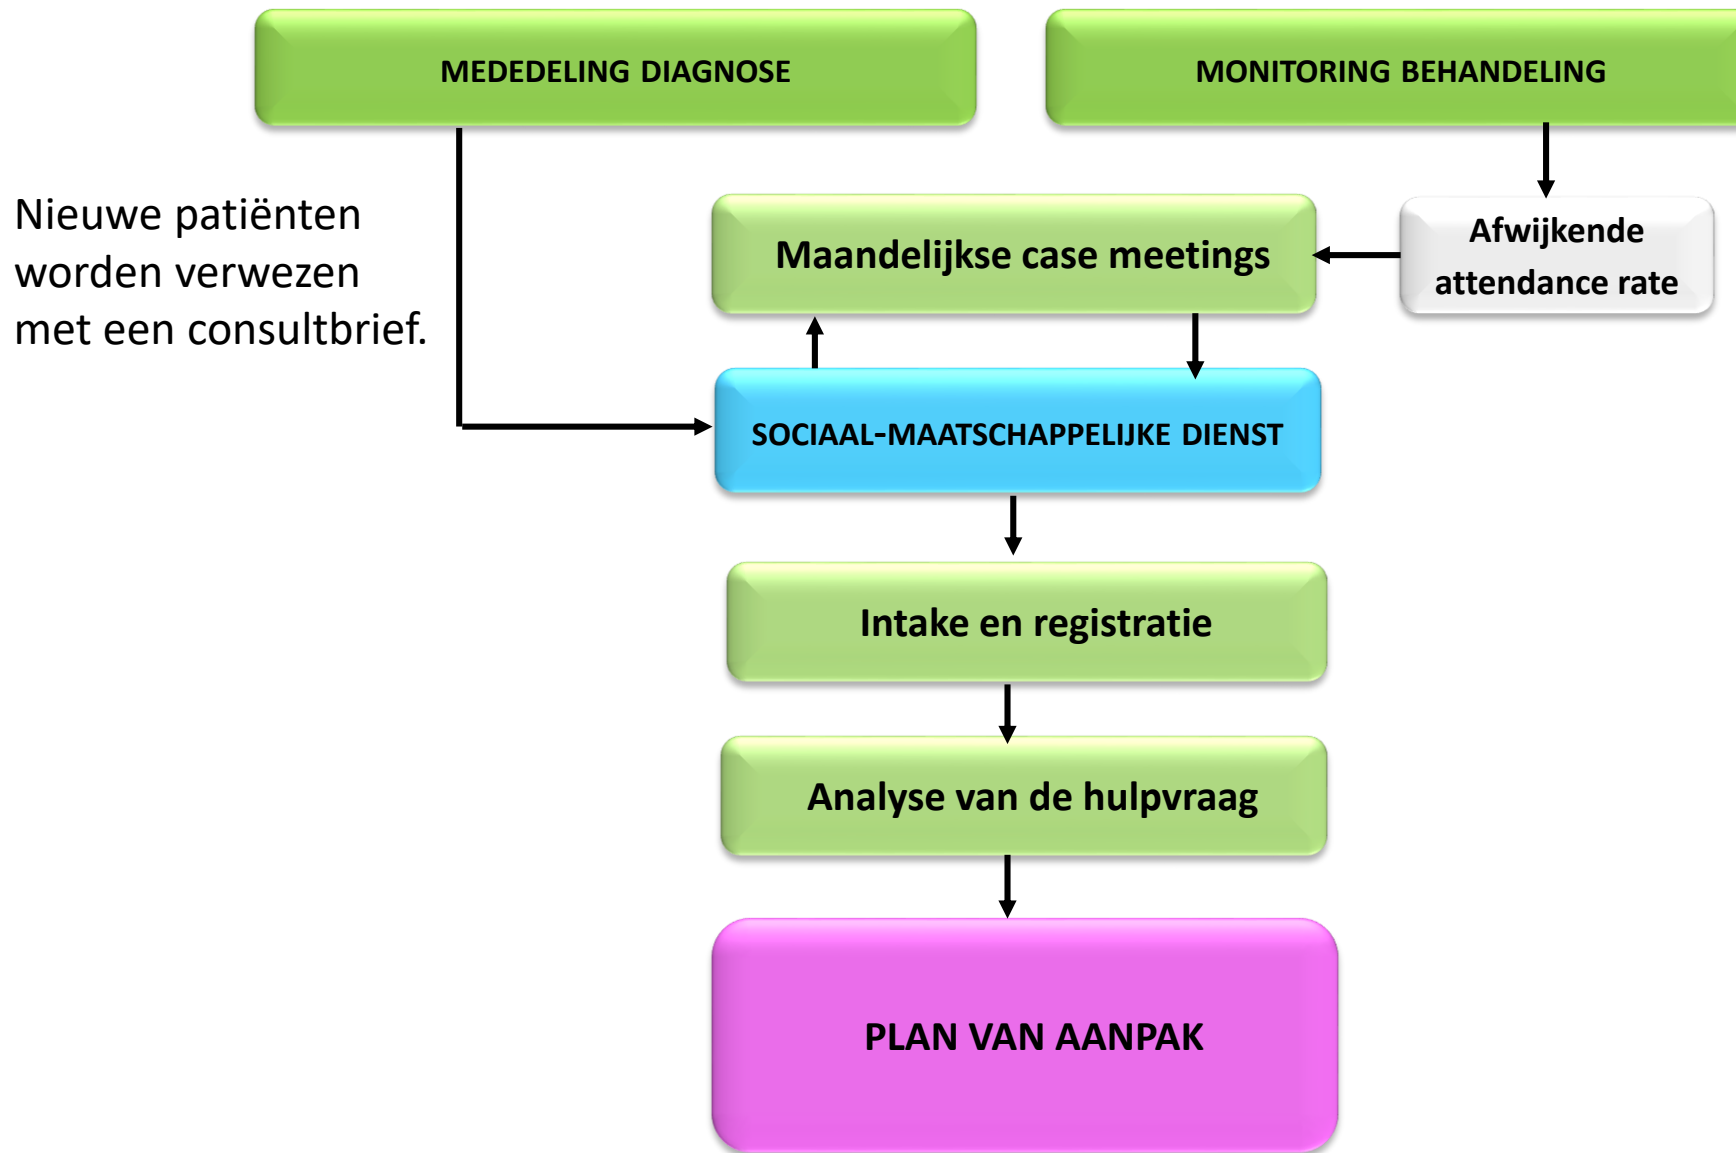 MEDEDELING DIAGNOSE
MONITORING BEHANDELING
Nieuwe patiënten
worden verwezen
met een consultbrief.
Maandelijkse case meetings
Afwijkende
attendance rate
SOCIAAL-MAATSCHAPPELIJKE DIENST
Intake en registratie
Analyse van de hulpvraag
PLAN VAN AANPAK